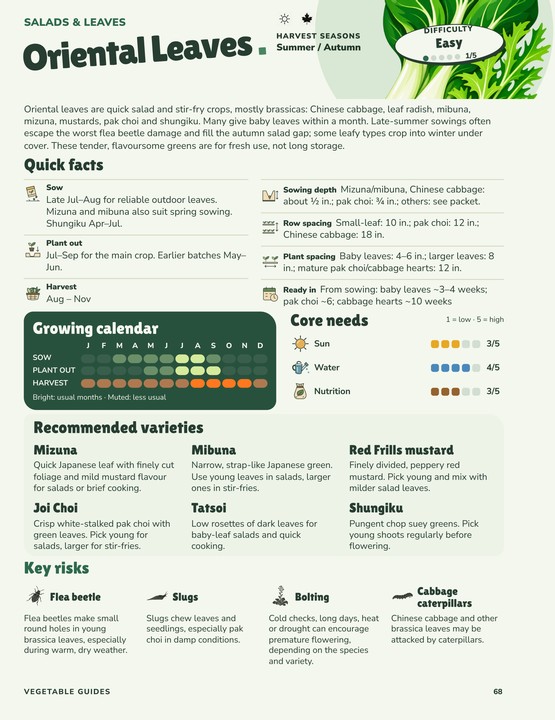 SALADS & LEAVES
Oriental Leaves.
HARVEST SEASONS
Summer / Autumn
DIFFICULTY
Easy
1/5
Oriental leaves are quick salad and stir-fry crops, mostly brassicas: Chinese cabbage, leaf radish, mibuna,
mizuna, mustards, pak choi and shungiku. Many give baby leaves within a month. Late-summer sowings often
escape the worst flea beetle damage and fill the autumn salad gap; some leafy types crop into winter under
cover. These tender, flavoursome greens are for fresh use, not long storage.
Quick facts
Sow
Late Jul–Aug for reliable outdoor leaves.
Mizuna and mibuna also suit spring sowing.
Shungiku Apr–Jul.
Plant out
Jul–Sep for the main crop. Earlier batches May–
Jun.
Harvest
Aug – Nov
Sowing depth Mizuna/mibuna, Chinese cabbage:
about ½ in.; pak choi: ¾ in.; others: see packet.
Row spacing Small-leaf: 10 in.; pak choi: 12 in.;
Chinese cabbage: 18 in.
Plant spacing Baby leaves: 4–6 in.; larger leaves: 8
in.; mature pak choi/cabbage hearts: 12 in.
Ready in From sowing: baby leaves ~3–4 weeks;
pak choi ~6; cabbage hearts ~10 weeks
Growing calendar
J F M A M J J A S O N D
SOW
PLANT OUT
HARVEST
Bright: usual months · Muted: less usual
Core needs
1 = low · 5 = high
Sun 3/5
Water 4/5
Nutrition 3/5
Recommended varieties
Mizuna
Quick Japanese leaf with finely cut
foliage and mild mustard flavour
for salads or brief cooking.
Mibuna
Narrow, strap-like Japanese green.
Use young leaves in salads, larger
ones in stir-fries.
Red Frills mustard
Finely divided, peppery red
mustard. Pick young and mix with
milder salad leaves.
Joi Choi
Crisp white-stalked pak choi with
green leaves. Pick young for
salads, larger for stir-fries.
Tatsoi
Low rosettes of dark leaves for
baby-leaf salads and quick
cooking.
Shungiku
Pungent chop suey greens. Pick
young shoots regularly before
flowering.
Key risks
Flea beetle
Flea beetles make small
round holes in young
brassica leaves, especially
during warm, dry weather.
Slugs
Slugs chew leaves and
seedlings, especially pak
choi in damp conditions.
Bolting
Cold checks, long days, heat
or drought can encourage
premature flowering,
depending on the species
and variety.
Cabbage
caterpillars
Chinese cabbage and other
brassica leaves may be
attacked by caterpillars.
VEGETABLE GUIDES
68